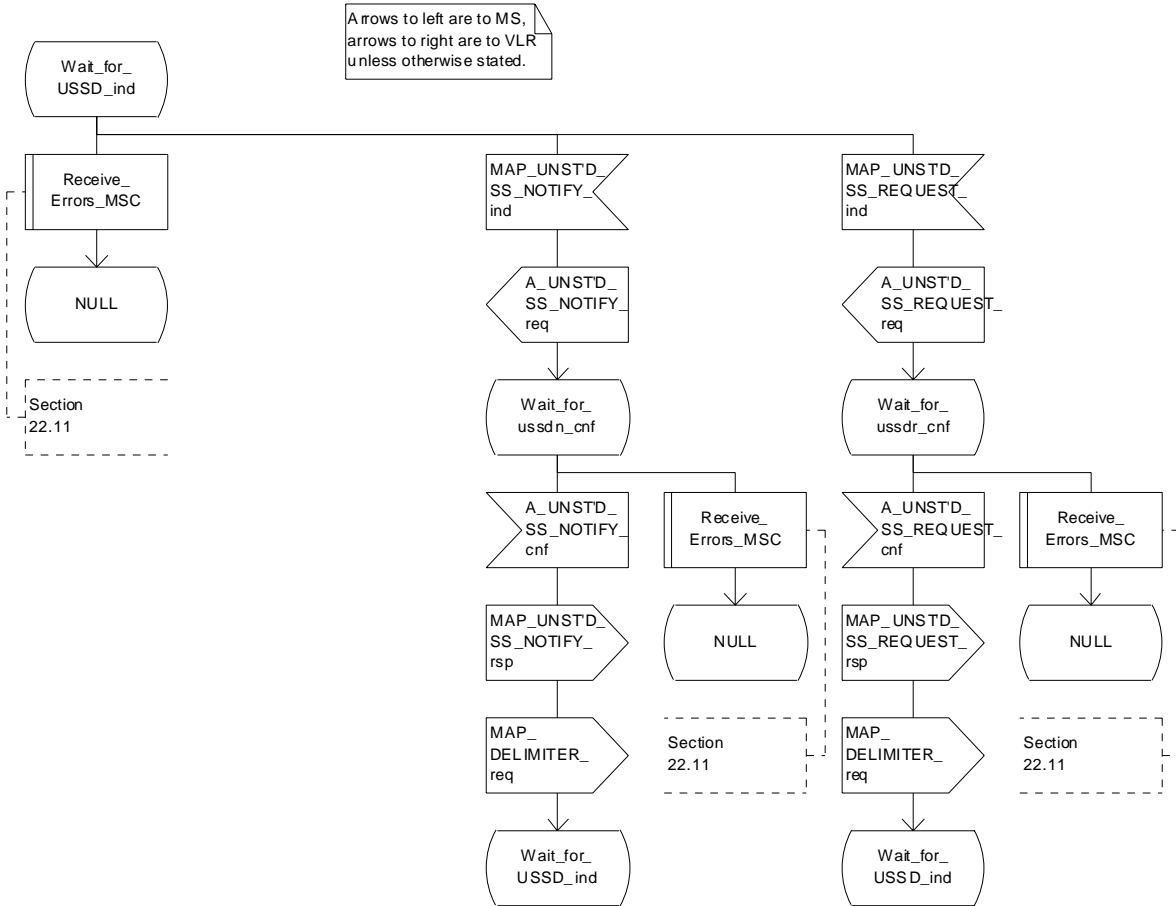 Arrows to left are to MS,
arrows to right are to VLR
unless otherwise stated.
Wait_for_
USSD_ind
Receive_
Errors_MSC
NULL
Section
22.11
MAP_UNST'D_
SS_NOTIFY_
ind
A_UNST'D_
SS_NOTIFY_
req
Wait_for_
ussdn_cnf
A_UNST'D_
SS_NOTIFY_
cnf
MAP_UNST'D_
SS_NOTIFY_
rsp
MAP_
DELIMITER_
req
Wait_for_
USSD_ind
Receive_
Errors_MSC
NULL
Section
22.11
MAP_UNST'D_
SS_REQUEST_
ind
A_UNST'D_
SS_REQUEST_
req
Wait_for_
ussdr_cnf
A_UNST'D_
SS_REQUEST_
cnf
MAP_UNST'D_
SS_REQUEST_
rsp
MAP_
DELIMITER_
req
Wait_for_
USSD_ind
Receive_
Errors_MSC
NULL
Section
22.11